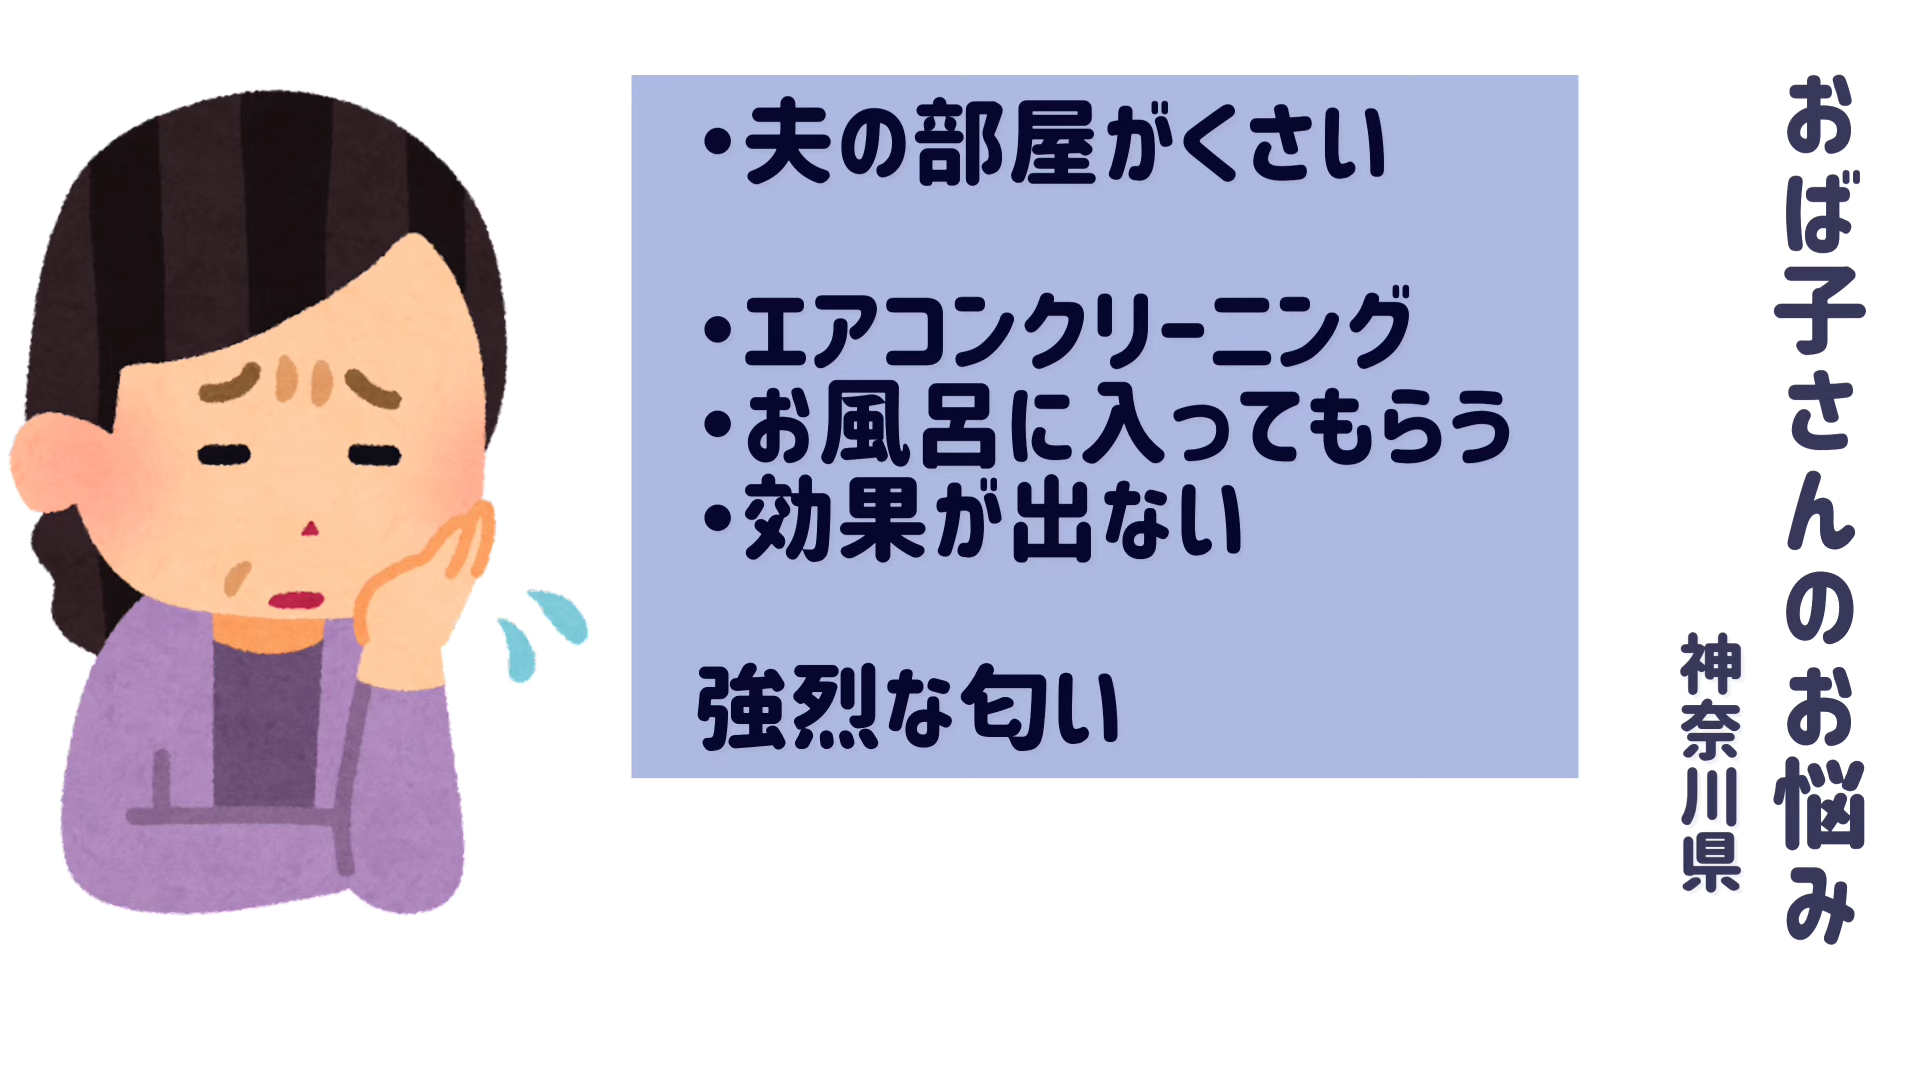 おば子さんのお悩み
神奈川県
・夫の部屋がくさい
・エアコンクリーニング
・お風呂に入ってもらう
・効果が出ない
強烈な匂い